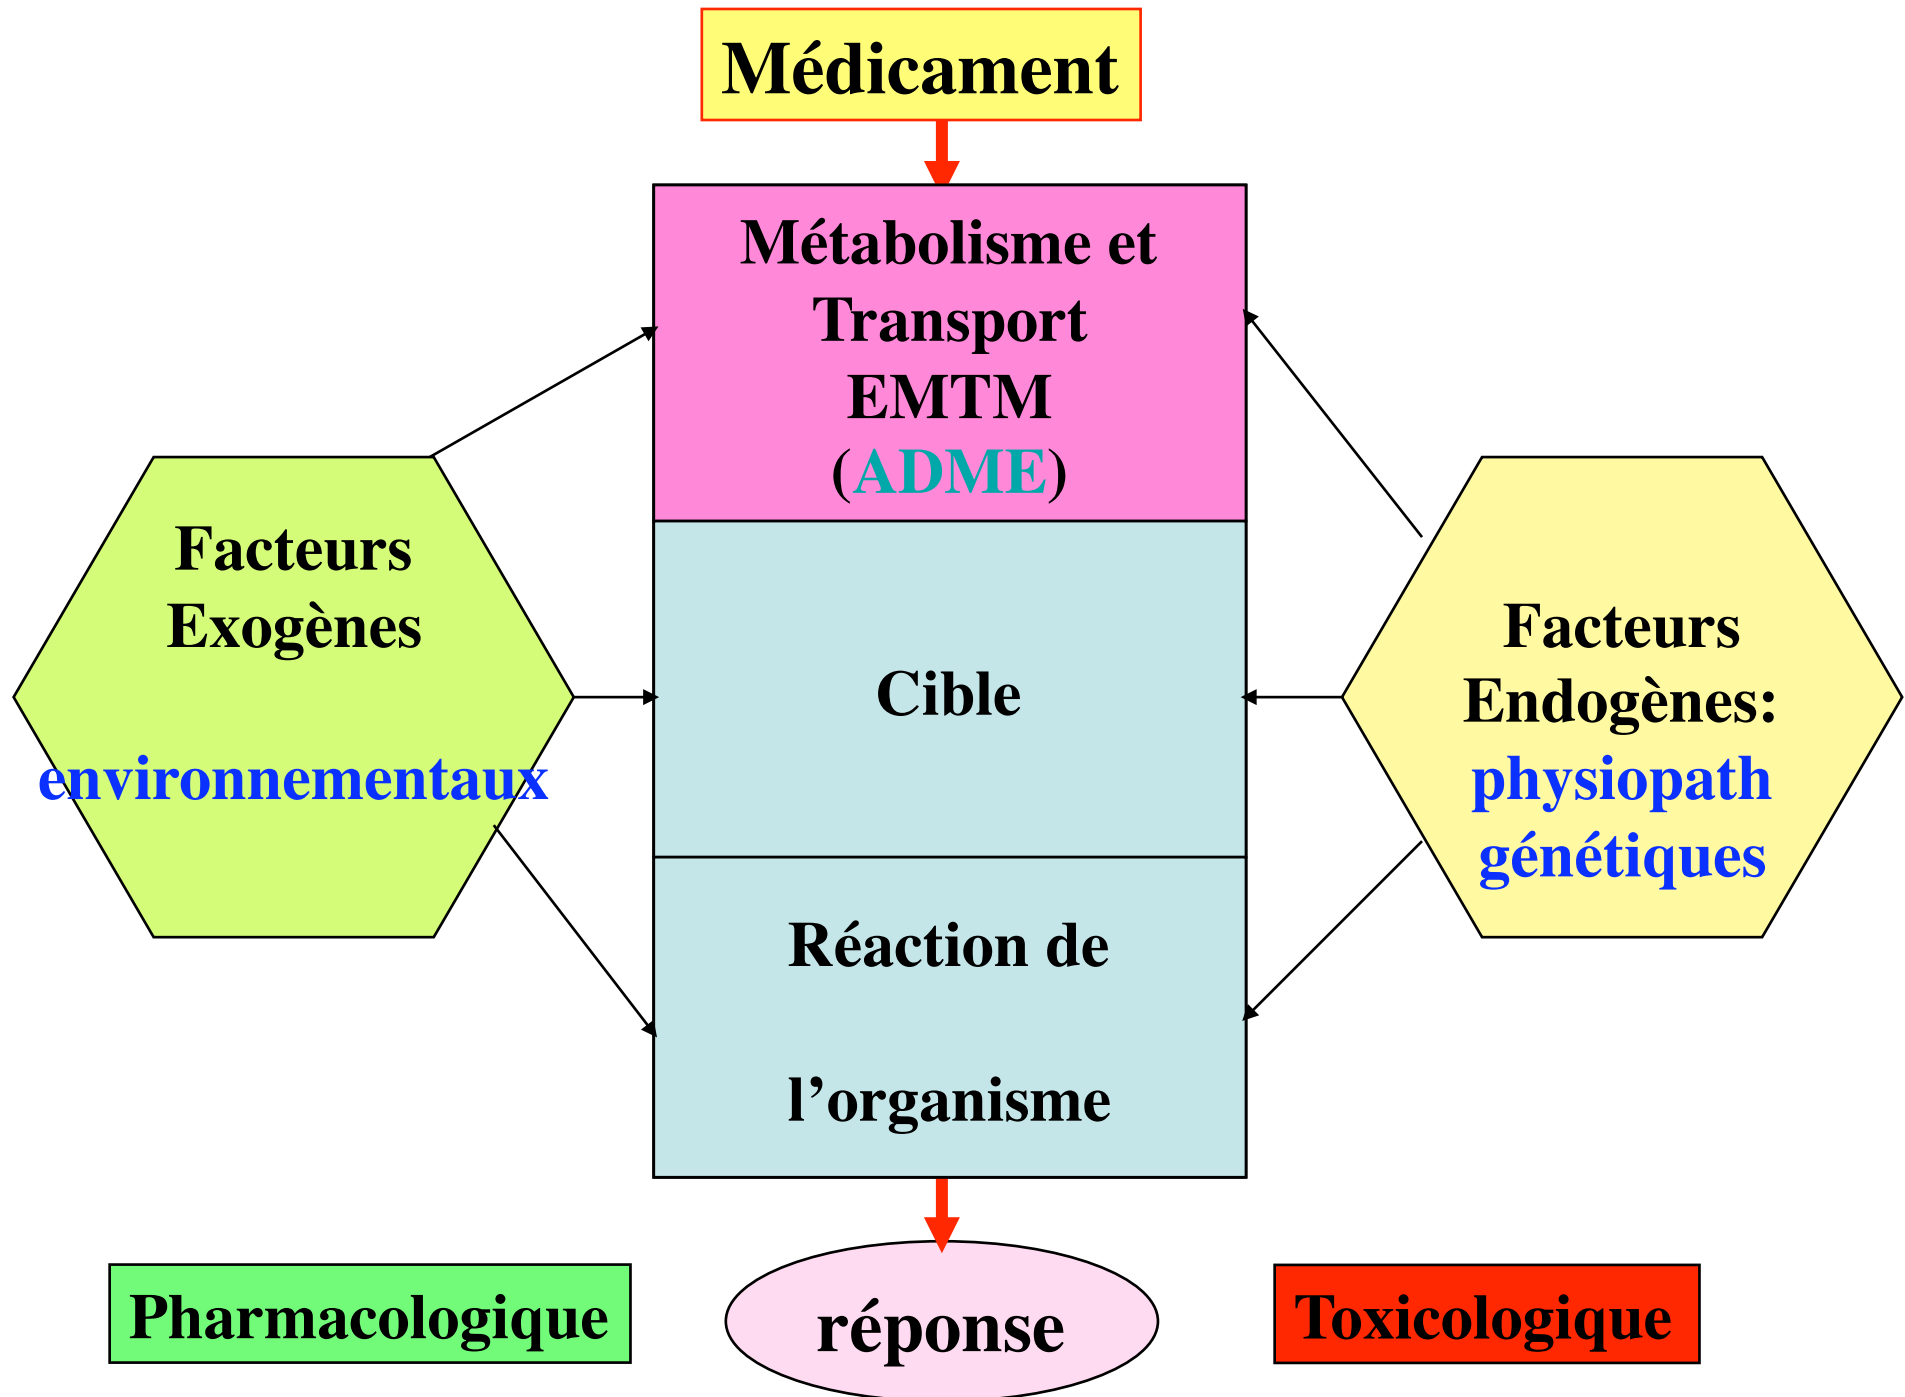 Médicament
Métabolisme et
Transport
EMTM
(ADME)
Facteurs
Exogènes
environnementaux
Cible
Facteurs
Endogènes:
physiopath
génétiques
Réaction de
l’organisme
Pharmacologique
réponse
Toxicologique